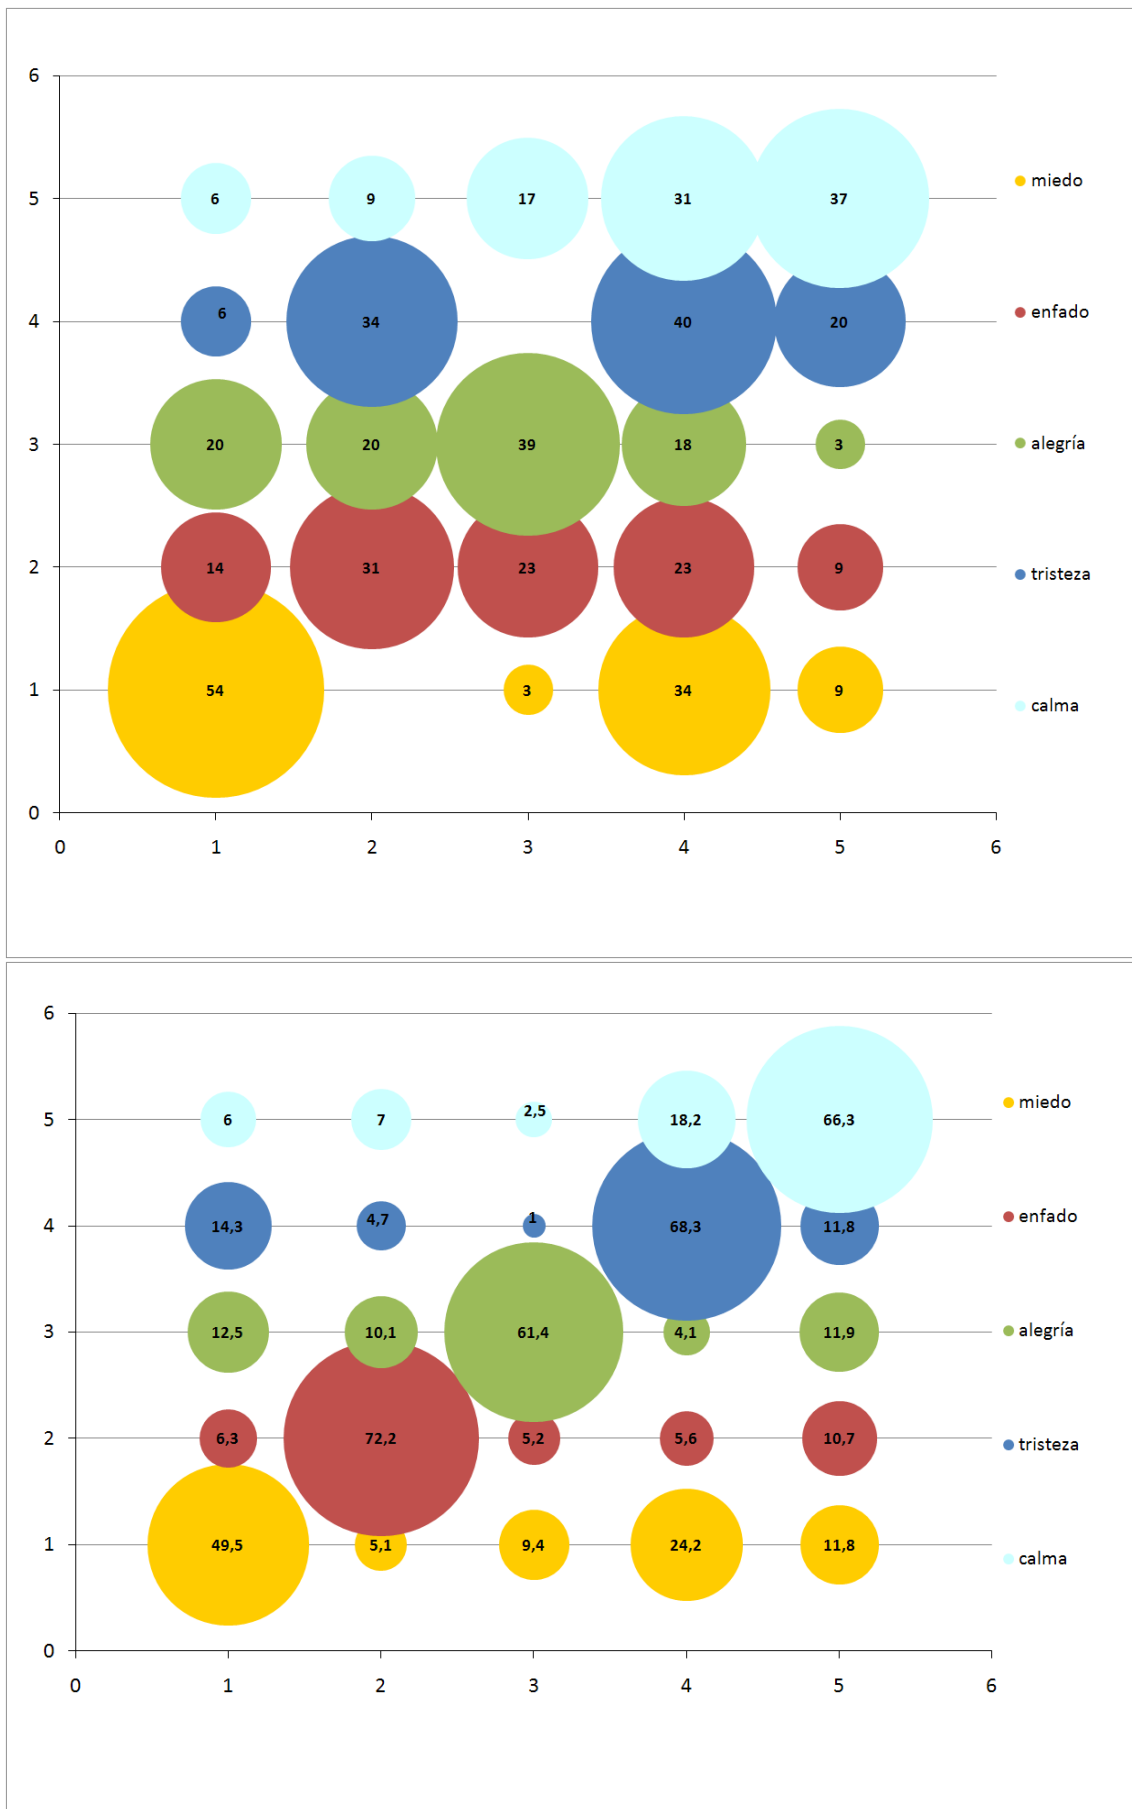 6
5 6 9 17 31 37 miedo
4 6 34 40 20 enfado
3 20 20 39 18 3 alegría
2 14 31 23 23 9 tristeza
1 54 3 34 9 calma
0
0 1 2 3 4 5 6
6
5 6 7 2,5 18,2 66,3 miedo
4 14,3 4,7 1 68,3 11,8 enfado
3 12,5 10,1 61,4 4,1 11,9 alegría
2 6,3 72,2 5,2 5,6 10,7 tristeza
1 49,5 5,1 9,4 24,2 11,8 calma
0
0 1 2 3 4 5 6